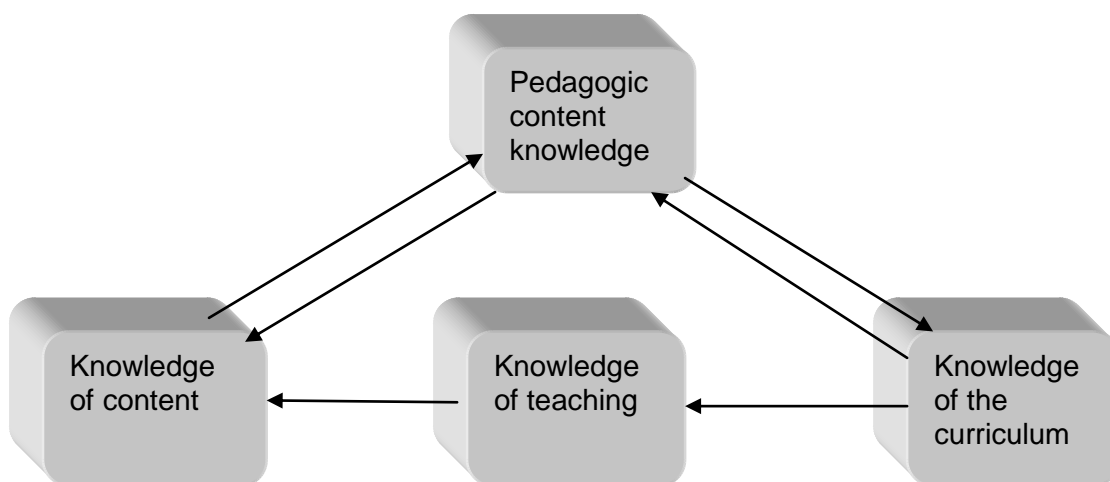 Pedagogic
content
knowledge
Knowledge
of content
Knowledge
of teaching
Knowledge
of the
curriculum